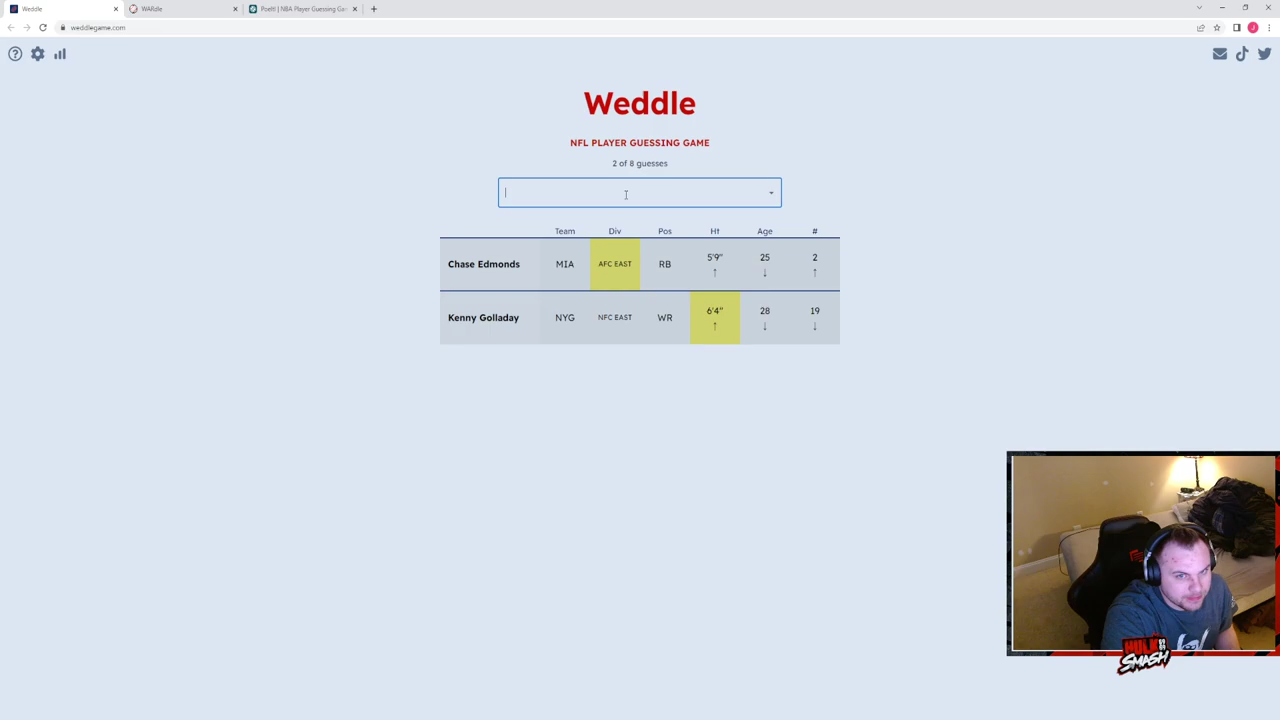 Weddle
WARdle
Poeltl | NBA Player Guessing Ga
weddlegame.com
J
Weddle
NFL PLAYER GUESSING GAME
2 of 8 guesses
Team Div Pos Ht Age #
Chase Edmonds MIA AFC EAST RB 5'9" 25 2
↑ ↓ ↑
Kenny Golladay NYG NFC EAST WR 6'4" 28 19
↑ ↓ ↓
HULK
SMASH